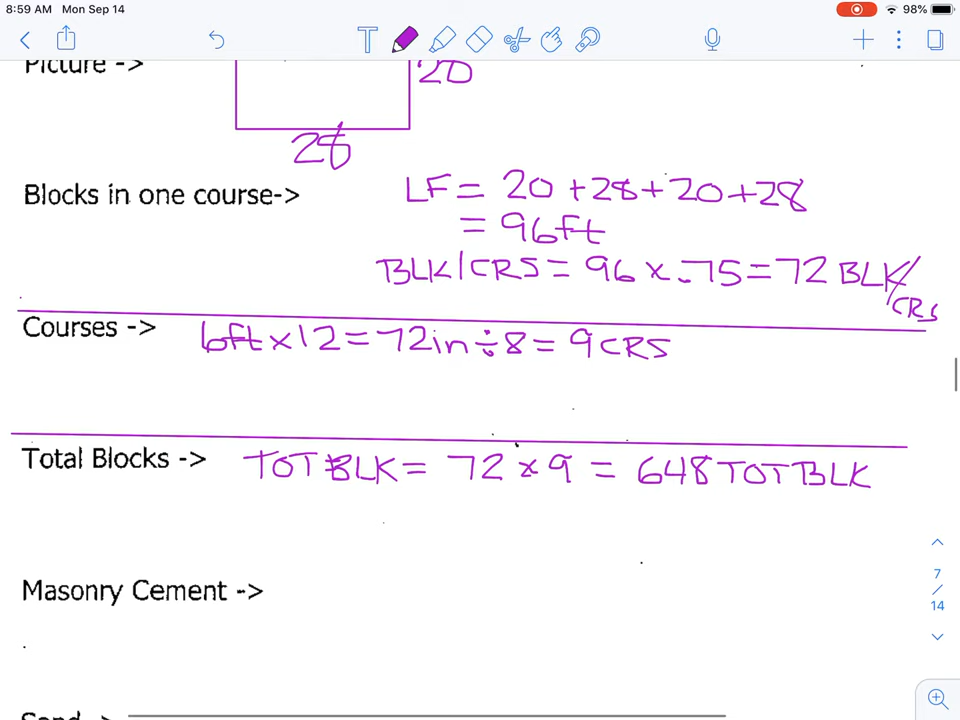 8:59 AM Mon Sep 14
98%
T
Picture ->
20
28
Blocks in one course->
LF = 20 +28+20+28
= 96ft
BLK/CRS = 96 x .75 = 72 BLK/
CRS
Courses ->
6ft x 12 = 72in ÷ 8 = 9 CRS
Total Blocks ->
TOT BLK = 72 x 9 = 648 TOT BLK
7
/
14
Masonry Cement ->
Sand ->